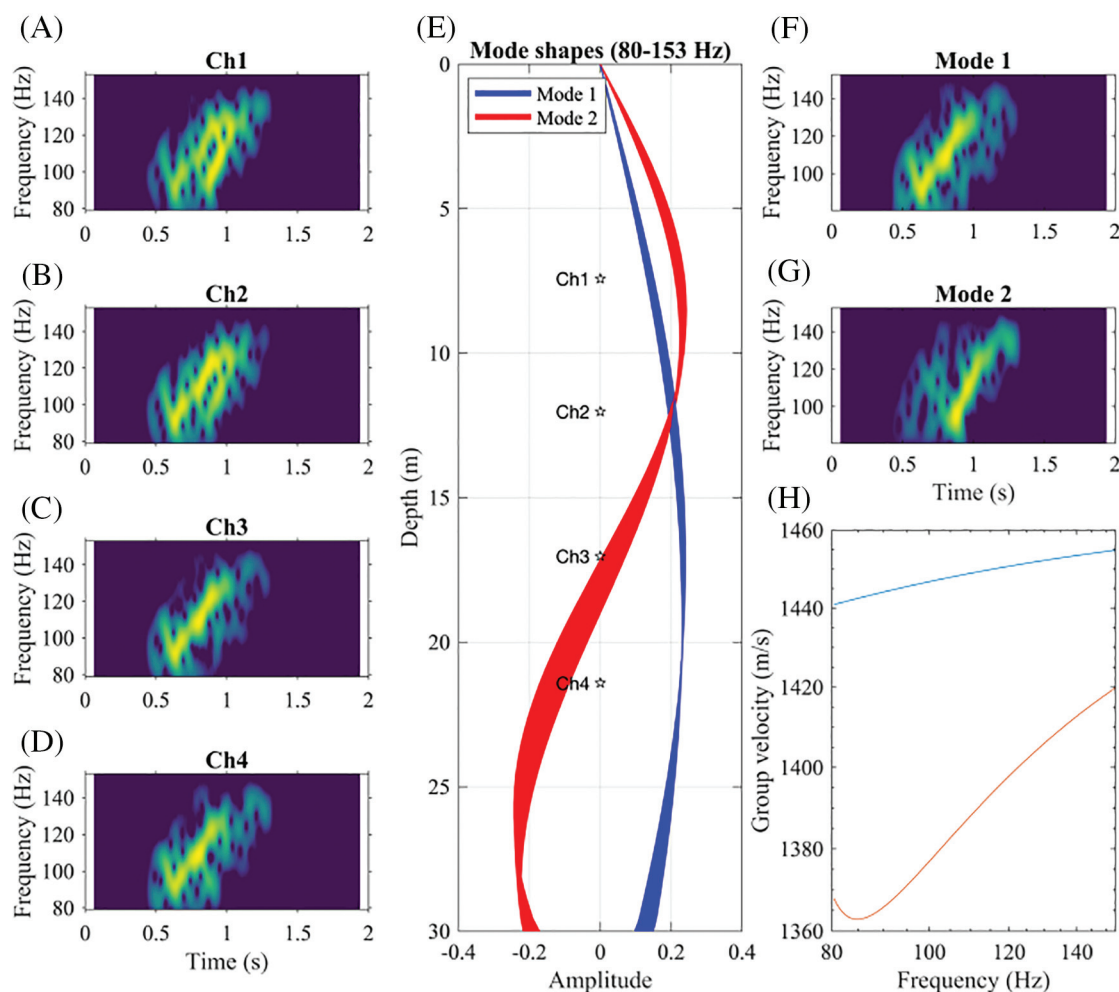 (A)
Ch1
Frequency (Hz)
140
120
100
80
0 0.5 1 1.5 2
(B)
Ch2
Frequency (Hz)
140
120
100
80
0 0.5 1 1.5 2
(C)
Ch3
Frequency (Hz)
140
120
100
80
0 0.5 1 1.5 2
(D)
Ch4
Frequency (Hz)
140
120
100
80
0 0.5 1 1.5 2
Time (s)
(E)
Mode shapes (80-153 Hz)
Mode 1
Mode 2
Ch1
Ch2
Ch3
Ch4
Depth (m)
0
5
10
15
20
25
30
-0.4 -0.2 0 0.2 0.4
Amplitude
(F)
Mode 1
Frequency (Hz)
140
120
100
80
0 0.5 1 1.5 2
(G)
Mode 2
Frequency (Hz)
140
120
100
80
0 0.5 1 1.5 2
Time (s)
(H)
Group velocity (m/s)
1460
1440
1420
1400
1380
1360
80 100 120 140
Frequency (Hz)